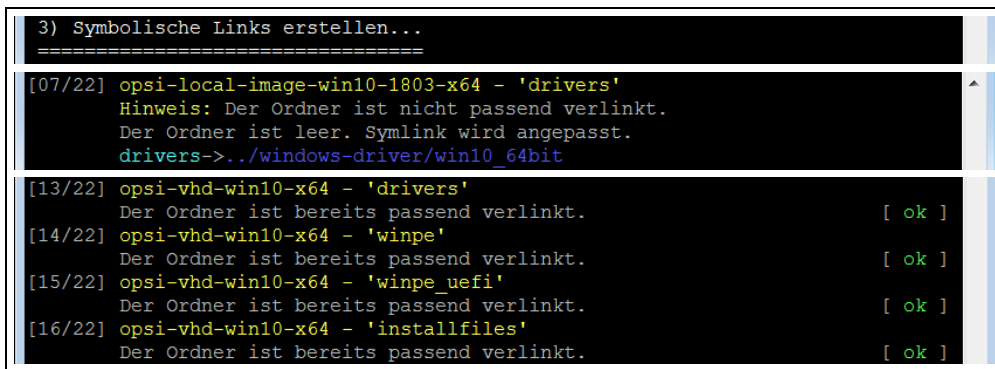 3) Symbolische Links erstellen...
==================================
[07/22] opsi-local-image-win10-1803-x64 - 'drivers'
Hinweis: Der Ordner ist nicht passend verlinkt.
Der Ordner ist leer. Symlink wird angepasst.
drivers->../windows-driver/win10_64bit
[13/22] opsi-vhd-win10-x64 - 'drivers'
Der Ordner ist bereits passend verlinkt. [ ok ]
[14/22] opsi-vhd-win10-x64 - 'winpe'
Der Ordner ist bereits passend verlinkt. [ ok ]
[15/22] opsi-vhd-win10-x64 - 'winpe_uefi'
Der Ordner ist bereits passend verlinkt. [ ok ]
[16/22] opsi-vhd-win10-x64 - 'installfiles'
Der Ordner ist bereits passend verlinkt. [ ok ]